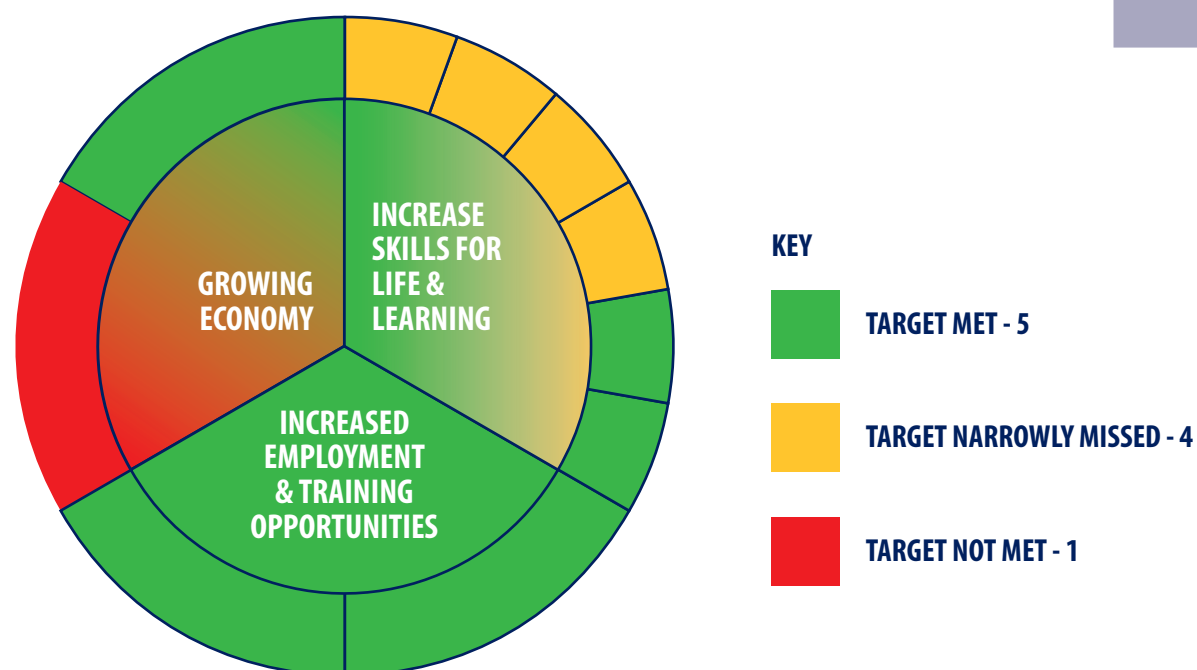 GROWING
ECONOMY
INCREASE
SKILLS FOR
LIFE &
LEARNING
INCREASED
EMPLOYMENT
& TRAINING
OPPORTUNITIES
KEY
TARGET MET - 5
TARGET NARROWLY MISSED - 4
TARGET NOT MET - 1